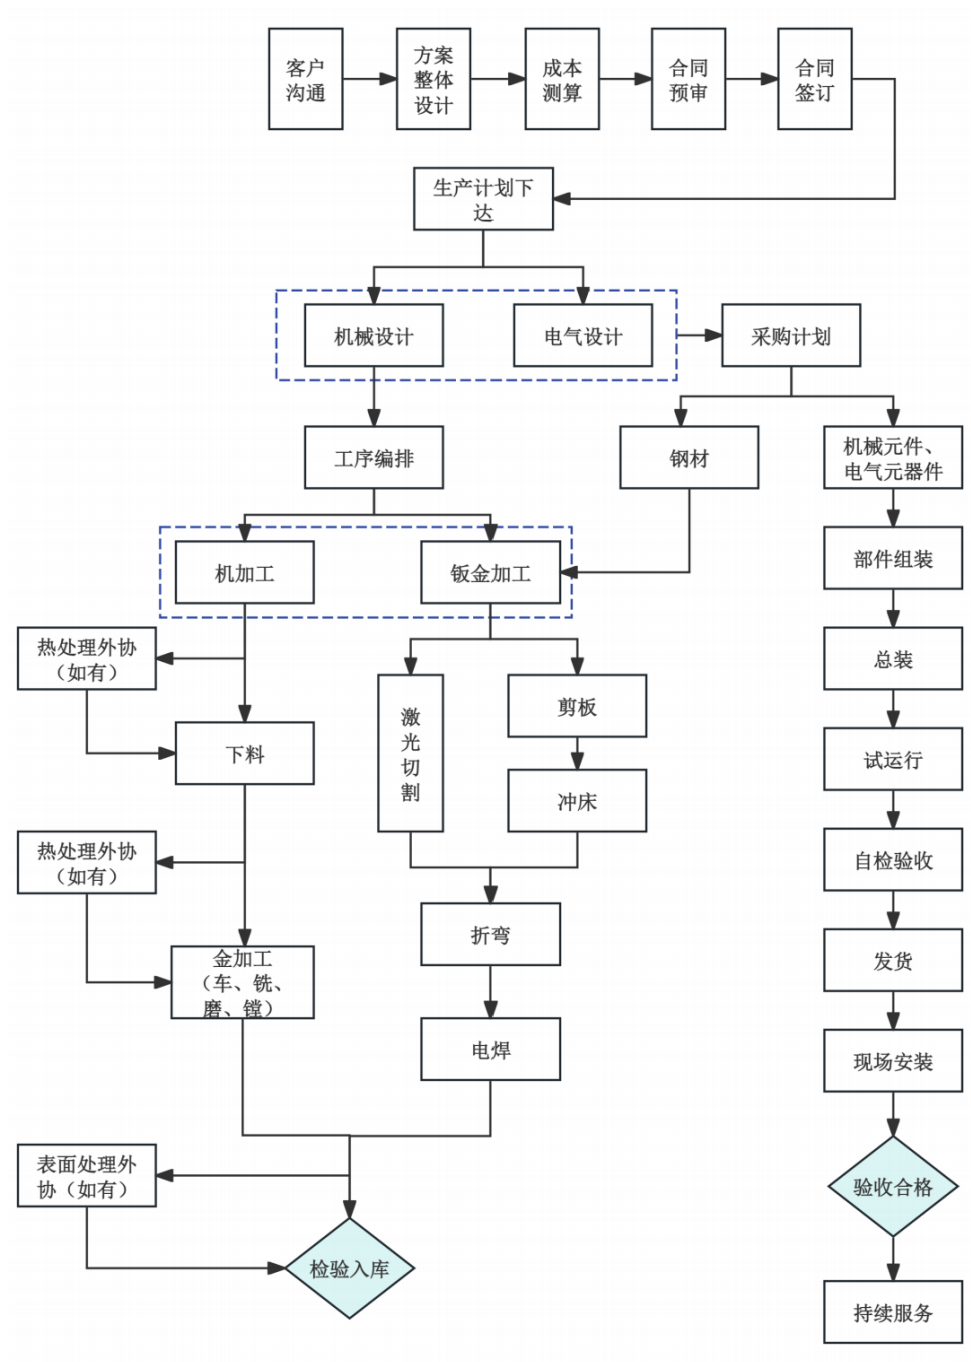 客户
沟通
方案
整体
设计
成本
测算
合同
预审
合同
签订
生产计划下
达
机械设计
电气设计
采购计划
工序编排
钢材
机械元件、
电气元器件
机加工
钣金加工
部件组装
热处理外协
（如有）
总装
激
光
切
割
剪板
下料
试运行
冲床
热处理外协
（如有）
自检验收
折弯
金加工
（车、铣、
磨、镗）
发货
电焊
现场安装
表面处理外
协（如有）
验收合格
检验入库
持续服务